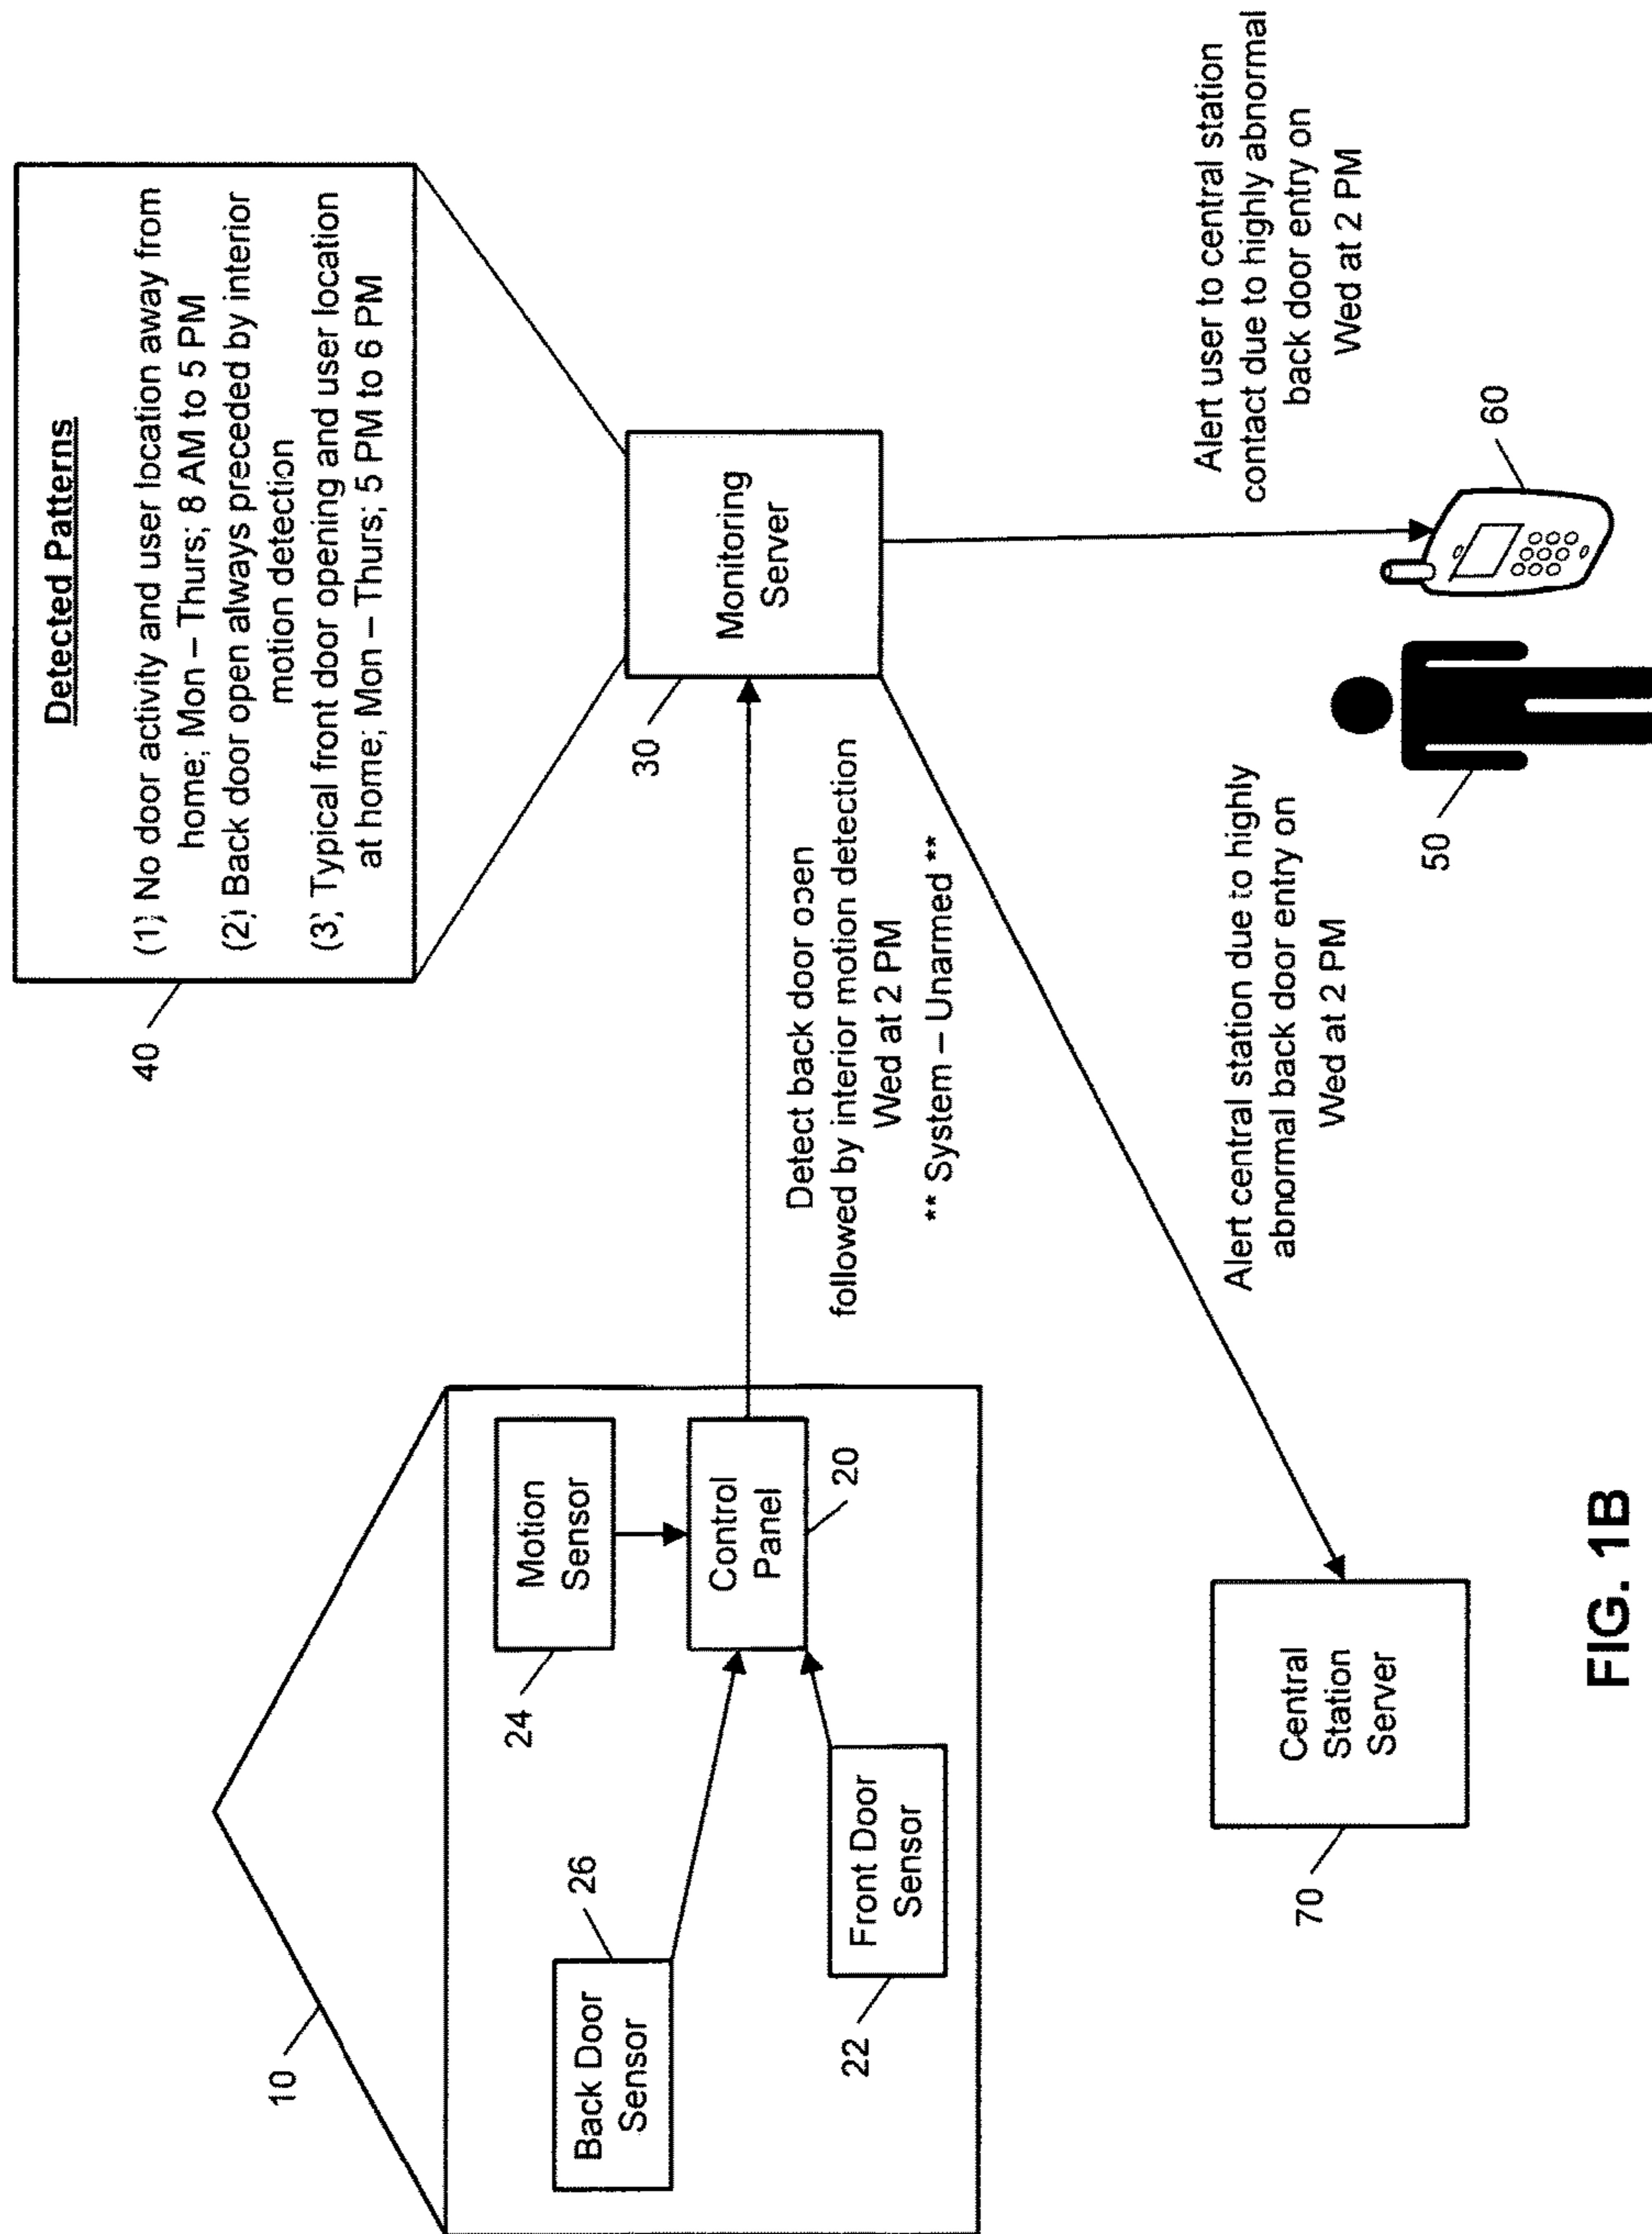 Detected Patterns
(1) No door activity and user location away from
home; Mon – Thurs; 8 AM to 5 PM
(2) Back door open always preceded by interior
motion detection
(3) Typical front door opening and user location
at home; Mon – Thurs; 5 PM to 6 PM
40
10
Motion
Sensor
24
Back Door
Sensor
26
Control
Panel
20
Front Door
Sensor
22
30
Monitoring
Server
Detect back door open
followed by interior motion detection
Wed at 2 PM
** System – Unarmed **
Alert central station due to highly
abnormal back door entry on
Wed at 2 PM
Alert user to central station
contact due to highly abnormal
back door entry on
Wed at 2 PM
Central
Station
Server
70
50
60
FIG. 1B